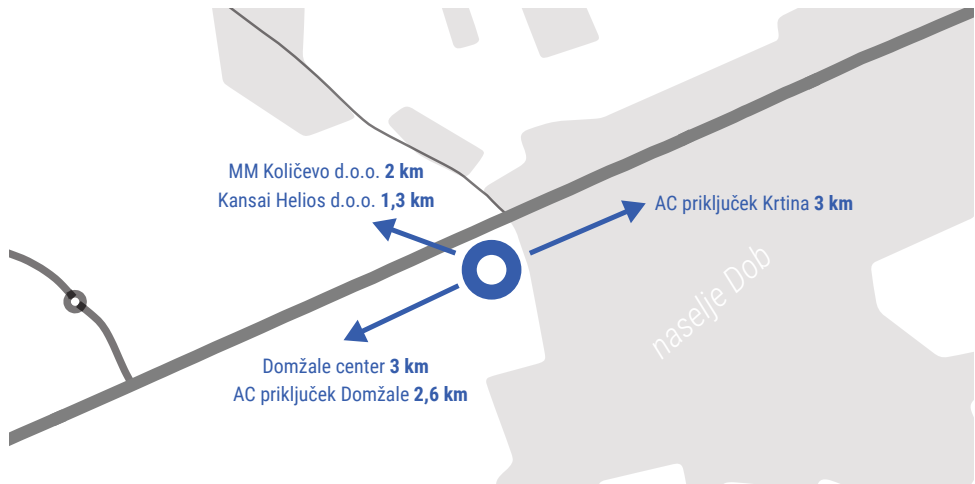 MM Količevo d.o.o. 2 km
Kansai Helios d.o.o. 1,3 km
AC priključek Krtina 3 km
naselje Dob
Domžale center 3 km
AC priključek Domžale 2,6 km